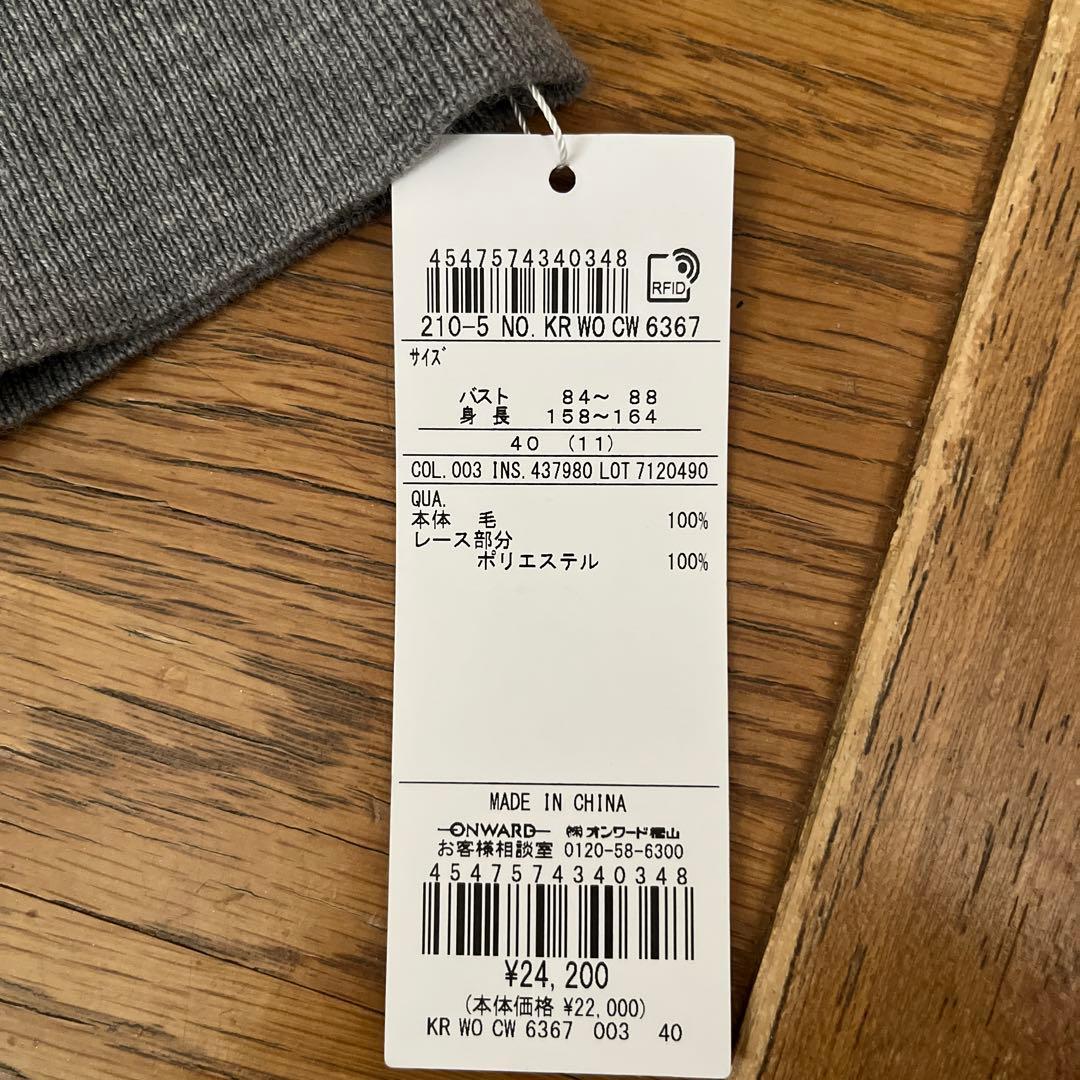 4547574340348
RFID
210-5 NO. KR WO CW 6367
ｻｲｽﾞ
バスト 84～ 88
身 長 158～164
40 (11)
COL. 003 INS. 437980 LOT 7120490
QUA.
本体 毛 100%
レース部分
ポリエステル 100%
MADE IN CHINA
ONWARD ㈱オンワード樫山
お客様相談室 0120-58-6300
4547574340348
¥24,200
(本体価格 ¥22,000)
KR WO CW 6367 003 40